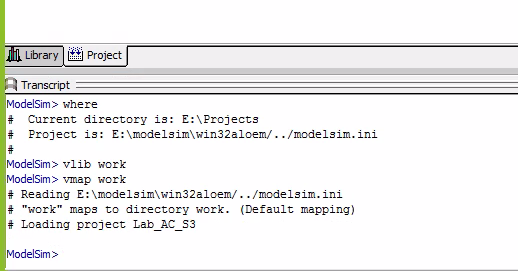 Library Project
Transcript
ModelSim> where
# Current directory is: E:\Projects
# Project is: E:\modelsim\win32aloem/../modelsim.ini
#
ModelSim> vlib work
ModelSim> vmap work
# Reading E:\modelsim\win32aloem/../modelsim.ini
# "work" maps to directory work. (Default mapping)
# Loading project Lab_AC_S3
ModelSim>